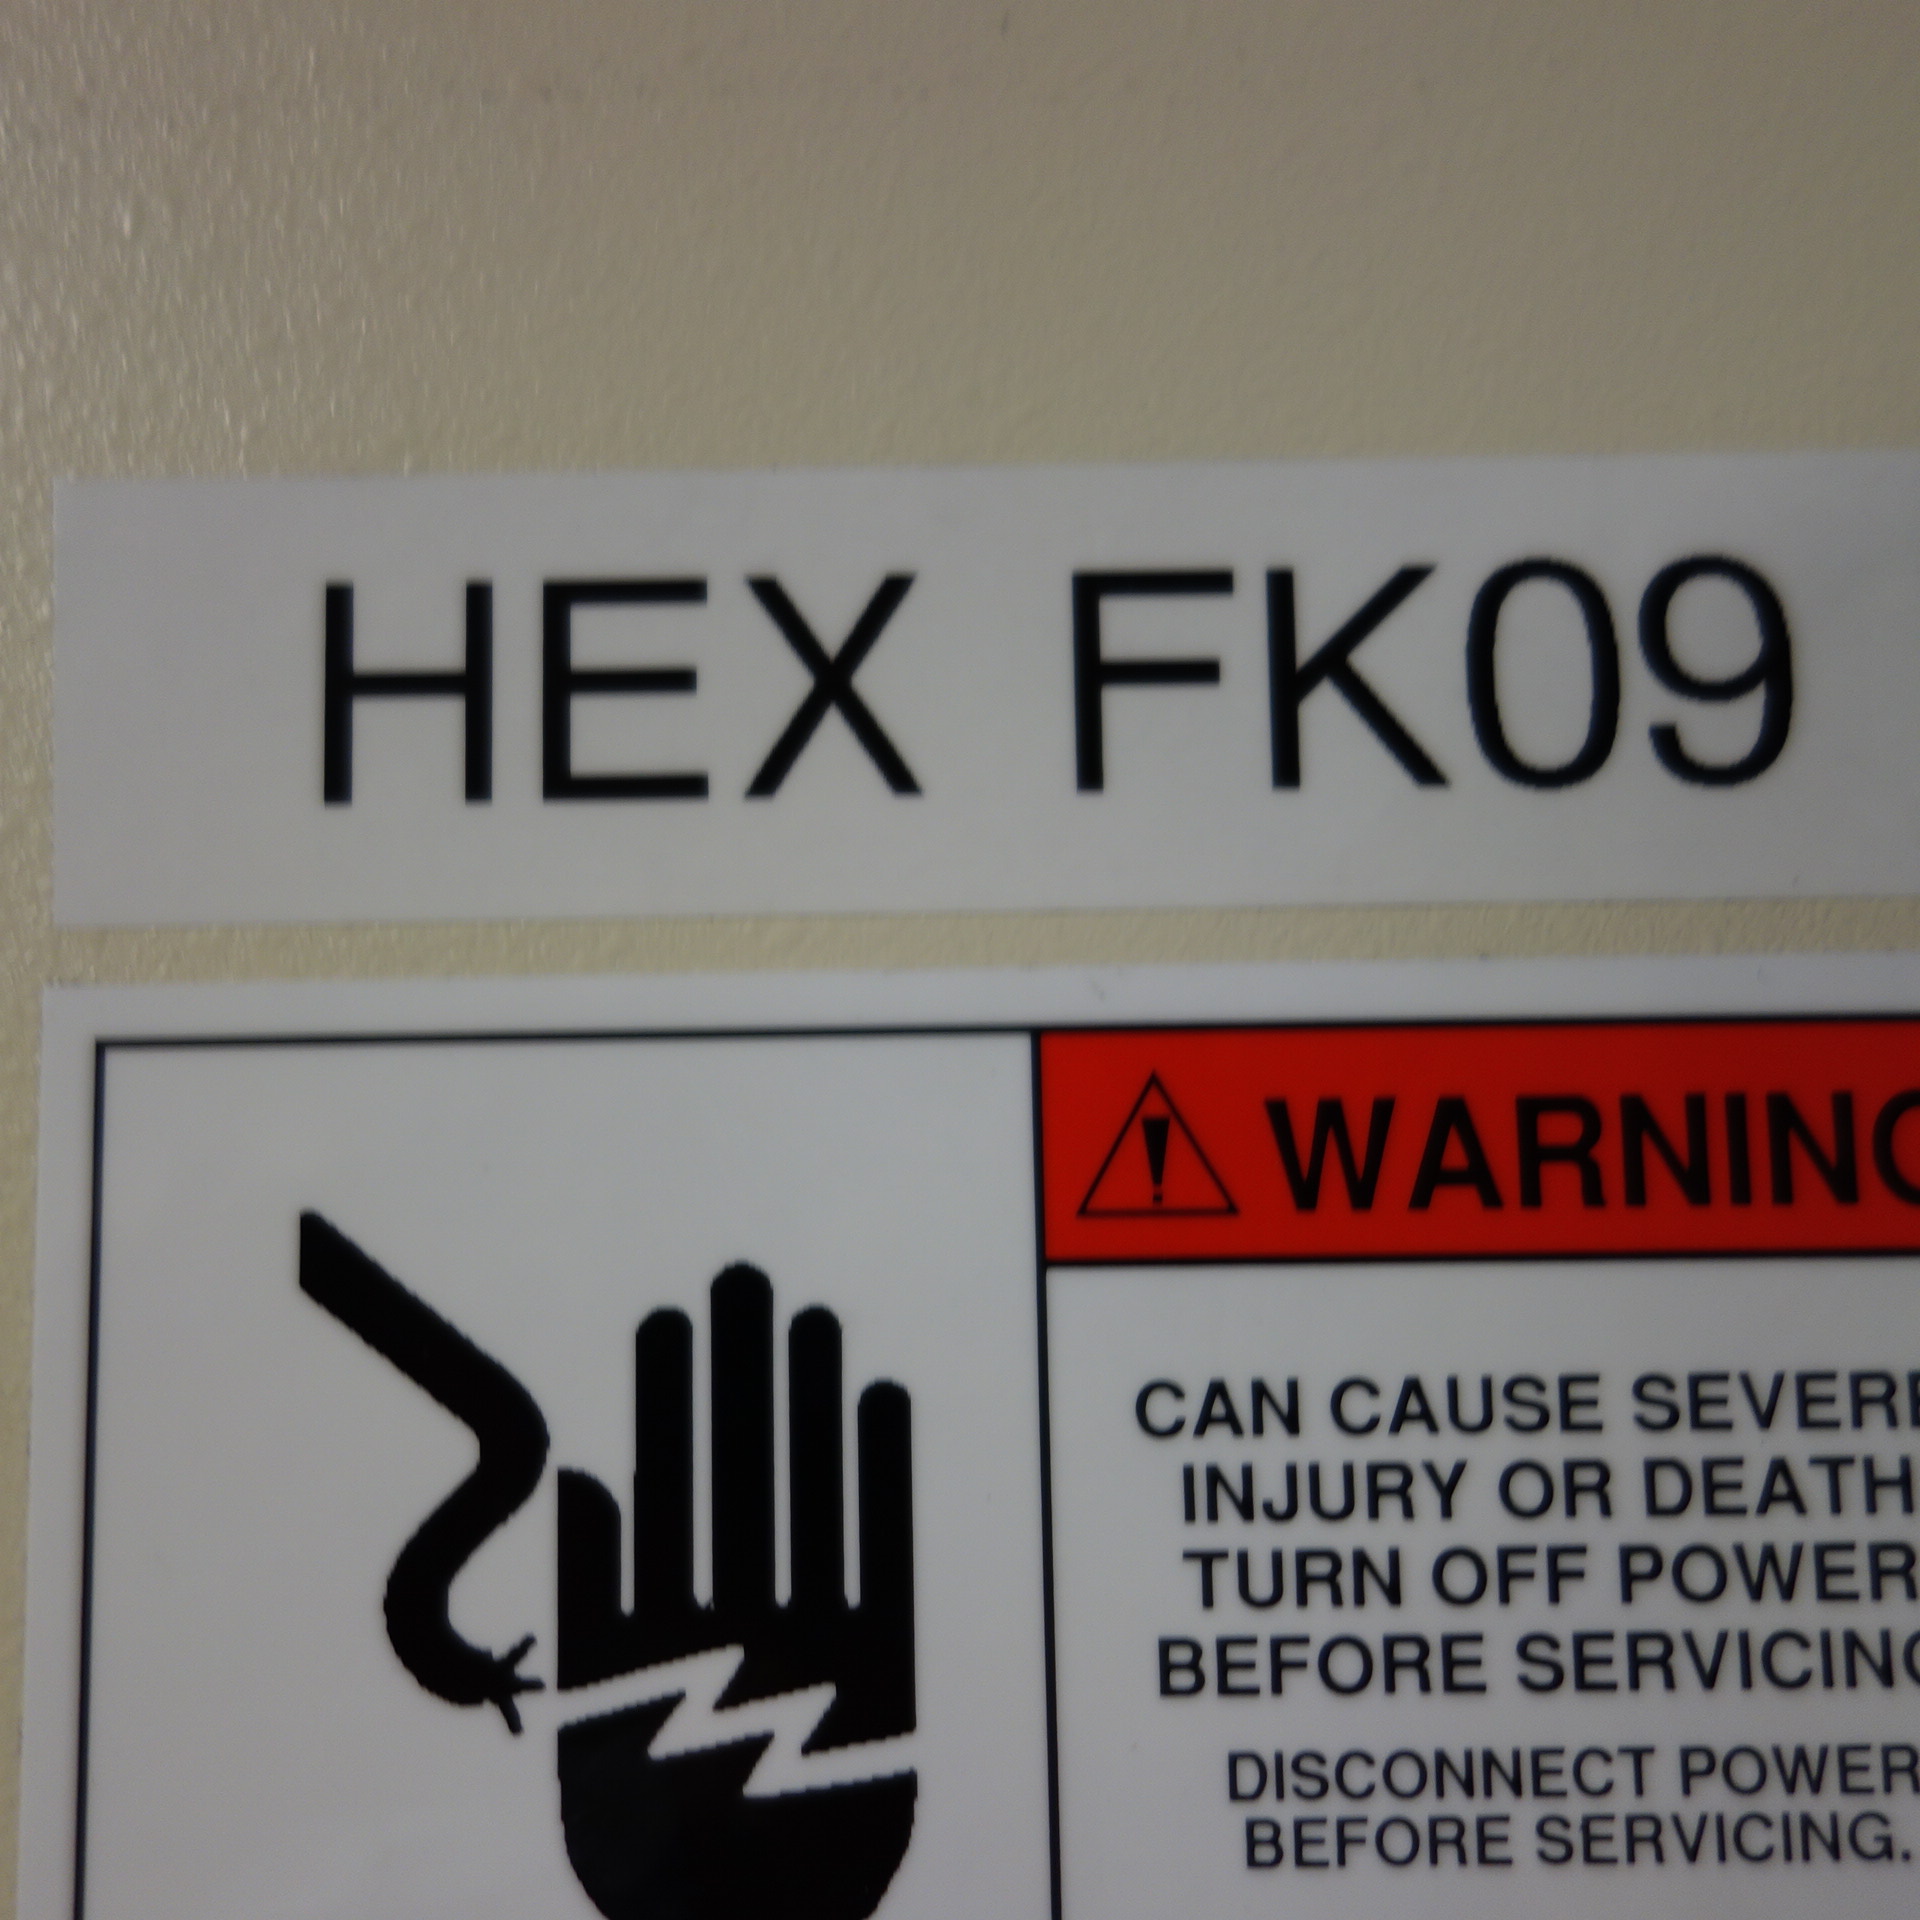 HEX FK09
WARNING
CAN CAUSE SEVERE
INJURY OR DEATH
TURN OFF POWER
BEFORE SERVICING
DISCONNECT POWER
BEFORE SERVICING.